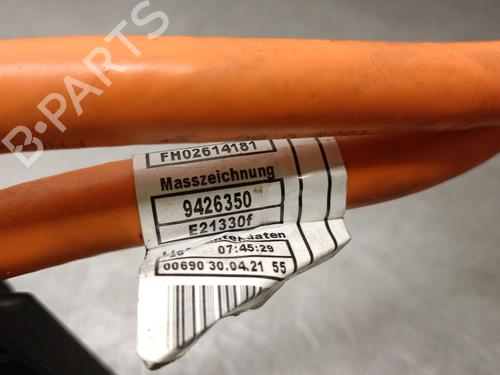 B-PARTS
FH02614181
Masszeichnung
9426350
E21330f
07:45:29
00690 30.04.21 55